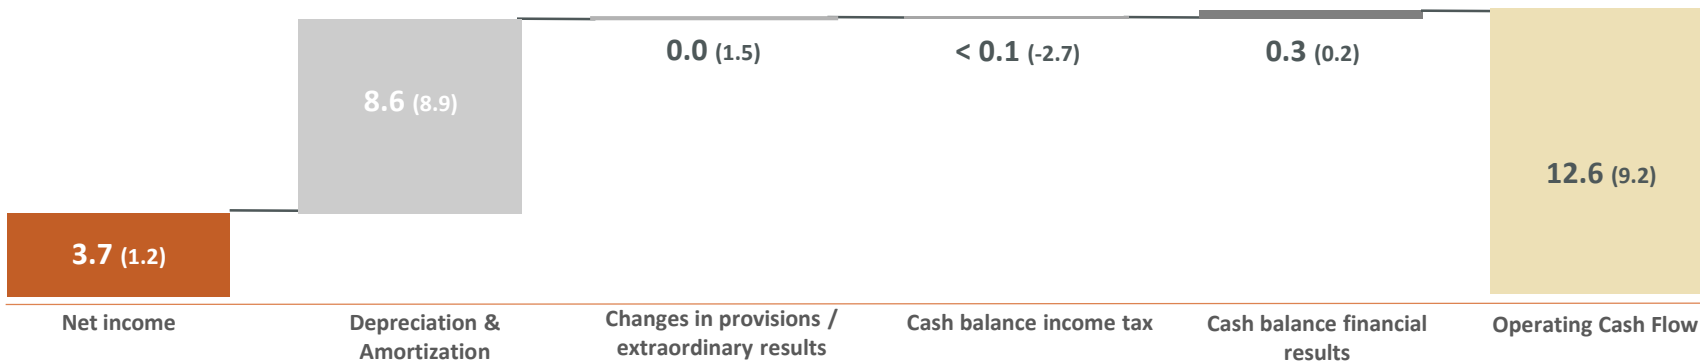 0.0 (1.5)
< 0.1 (-2.7)
0.3 (0.2)
8.6 (8.9)
12.6 (9.2)
3.7 (1.2)
Net income
Depreciation &
Amortization
Changes in provisions /
extraordinary results
Cash balance income tax
Cash balance financial
results
Operating Cash Flow